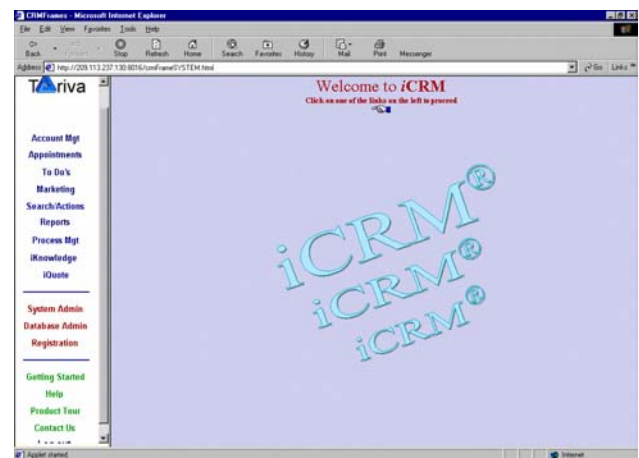 CRMFrames - Microsoft Internet Explorer
File Edit View Favorites Tools Help
Back Forward Stop Refresh Home Search Favorites History Mail Print Messenger
Address http://209.113.237.130:8016/crmFrameSYSTEM.html Go Links
Tariva
Account Mgt
Appointments
To Do's
Marketing
Search/Actions
Reports
Process Mgt
iKnowledge
iQuote
System Admin
Database Admin
Registration
Getting Started
Help
Product Tour
Contact Us
Welcome to iCRM
Click on one of the links on the left to proceed
iCRM®
iCRM®
iCRM®
Applet started Internet